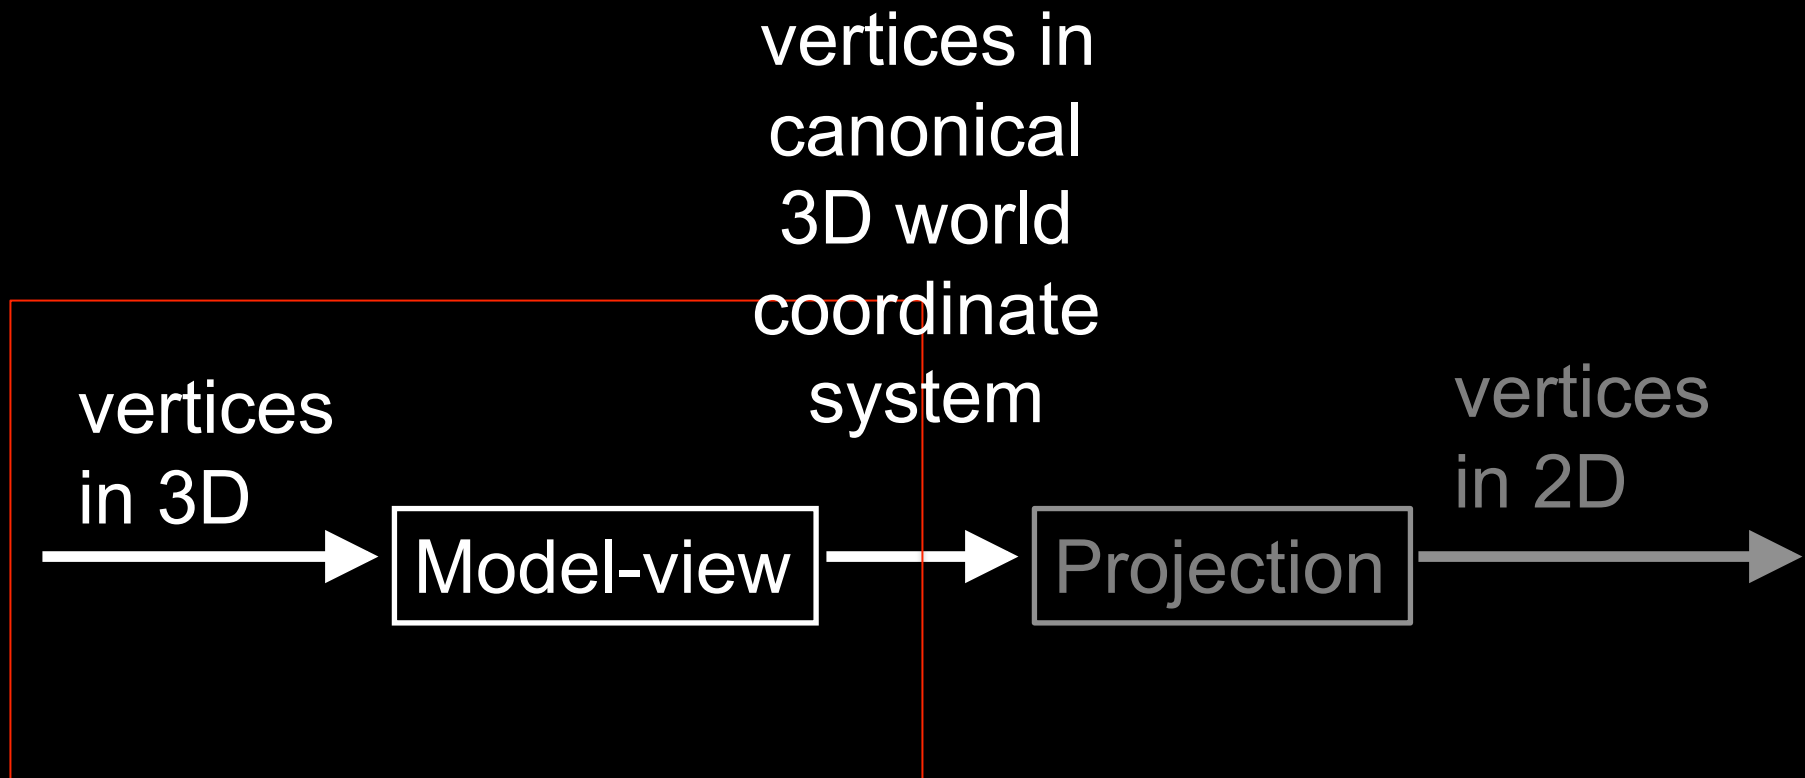 vertices in
canonical
3D world
coordinate
system
vertices
in 3D
Model-view
Projection
vertices
in 2D